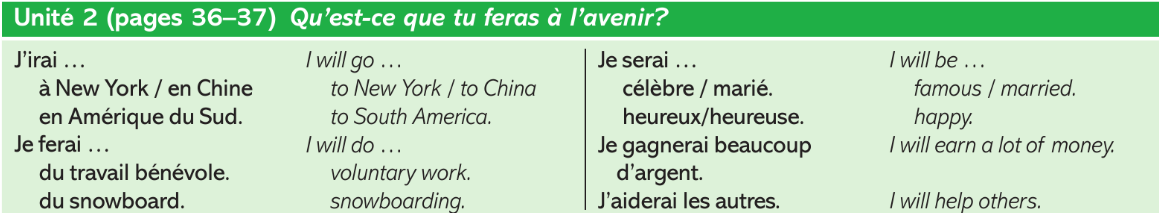 Unité 2 (pages 36–37) Qu’est-ce que tu feras à l’avenir?
J’irai … I will go …
à New York / en Chine to New York / to China
en Amérique du Sud. to South America.
Je ferai … I will do …
du travail bénévole. voluntary work.
du snowboard. snowboarding.
Je serai … I will be …
célèbre / marié. famous / married.
heureux/heureuse. happy.
Je gagnerai beaucoup I will earn a lot of money.
d’argent.
J’aiderai les autres. I will help others.